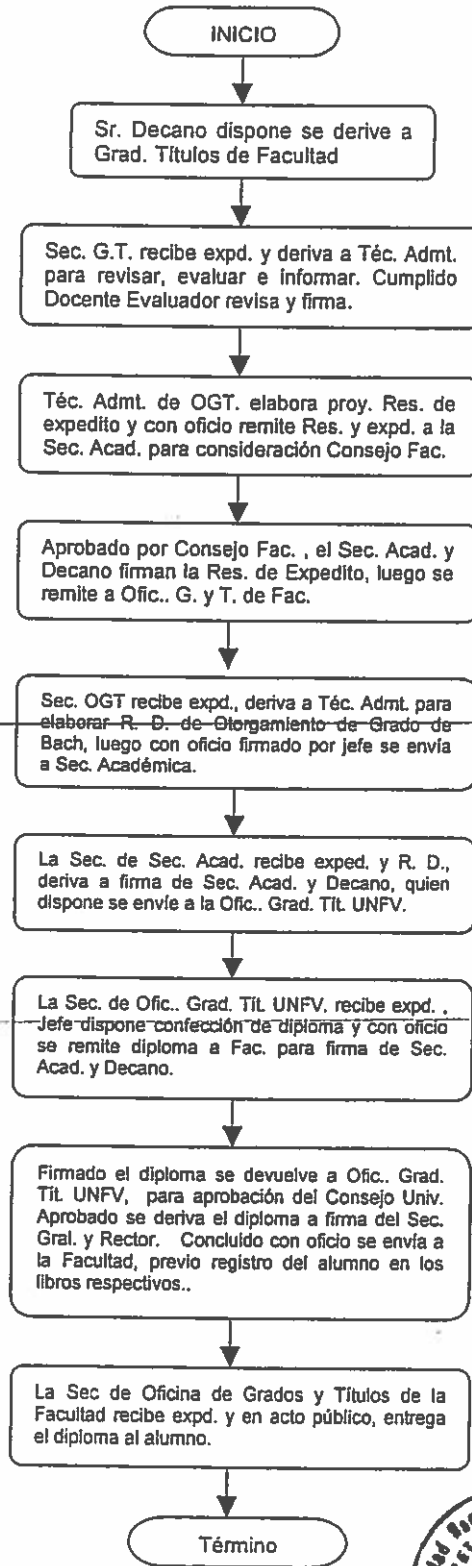 INICIO
Sr. Decano dispone se derive a
Grad. Títulos de Facultad
Sec. G.T. recibe expd. y deriva a Téc. Admt.
para revisar, evaluar e informar. Cumplido
Docente Evaluador revisa y firma.
Téc. Admt. de OGT. elabora proy. Res. de
expedito y con oficio remite Res. y expd. a la
Sec. Acad. para consideración Consejo Fac.
Aprobado por Consejo Fac. , el Sec. Acad. y
Decano firman la Res. de Expedito, luego se
remite a Ofic.. G. y T. de Fac.
Sec. OGT recibe expd., deriva a Téc. Admt. para
elaborar R. D. de Otorgamiento de Grado de
Bach, luego con oficio firmado por jefe se envía
a Sec. Académica.
La Sec. de Sec. Acad. recibe exped. y R. D.,
deriva a firma de Sec. Acad. y Decano, quien
dispone se envíe a la Ofic.. Grad. Tít. UNFV.
La Sec. de Ofic.. Grad. Tít. UNFV. recibe expd. .
Jefe dispone confección de diploma y con oficio
se remite diploma a Fac. para firma de Sec.
Acad. y Decano.
Firmado el diploma se devuelve a Ofic.. Grad.
Tít. UNFV, para aprobación del Consejo Univ.
Aprobado se deriva el diploma a firma del Sec.
Gral. y Rector. Concluido con oficio se envía a
la Facultad, previo registro del alumno en los
libros respectivos..
La Sec de Oficina de Grados y Títulos de la
Facultad recibe expd. y en acto público, entrega
el diploma al alumno.
Término